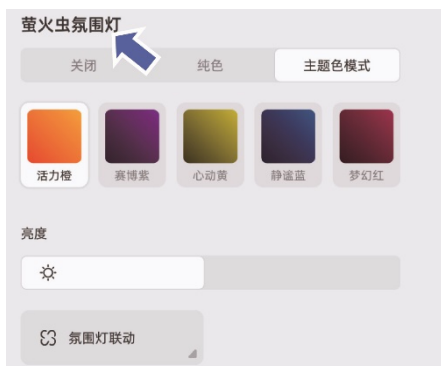 萤火虫氛围灯
关闭 纯色 主题色模式
活力橙 赛博紫 心动黄 静谧蓝 梦幻红
亮度
氛围灯联动